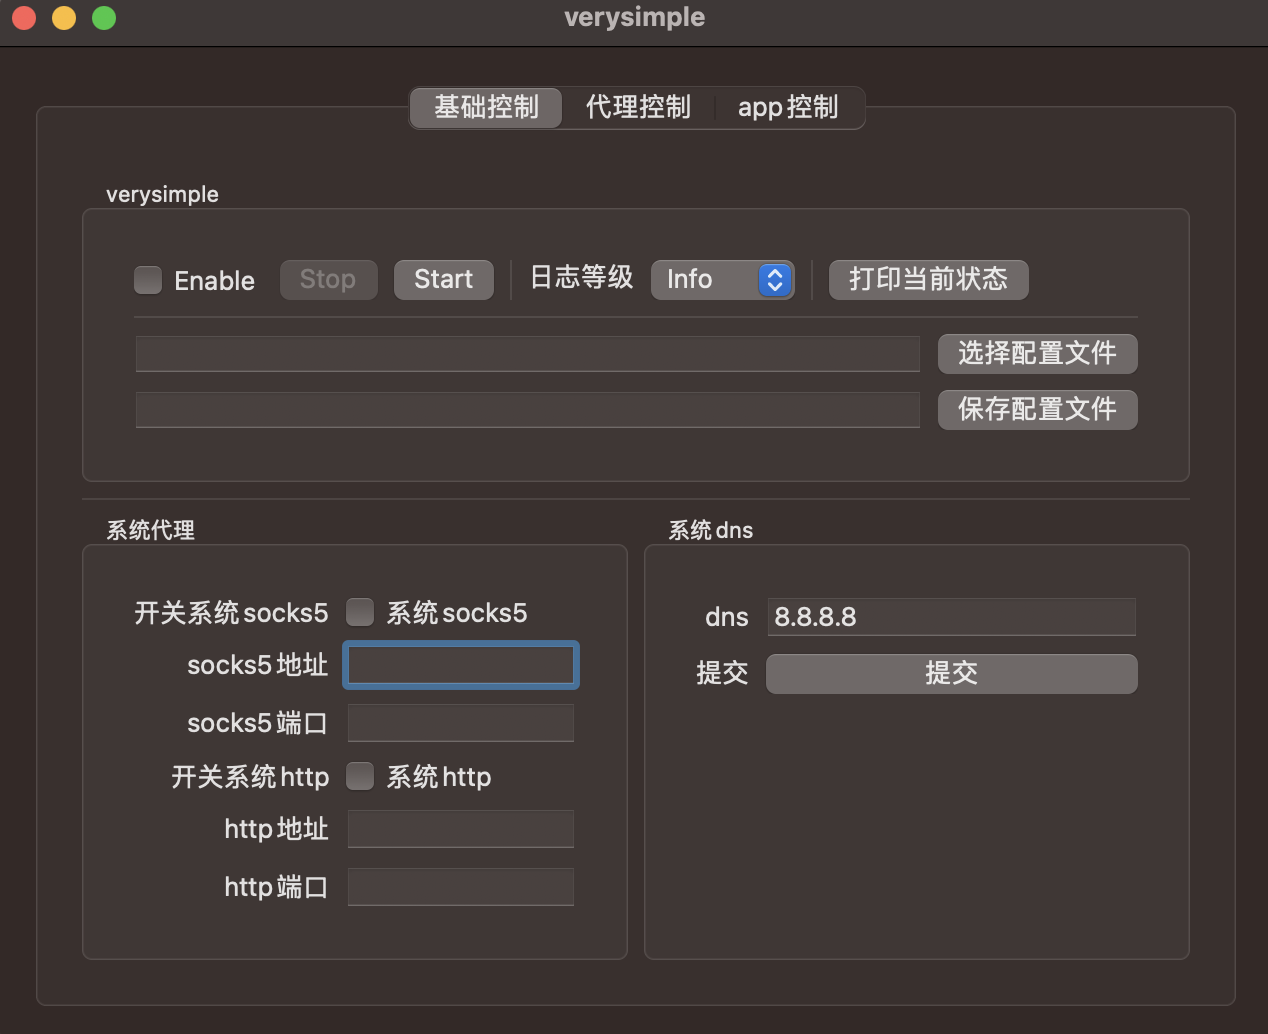 verysimple
基础控制 代理控制 app控制
verysimple
Enable Stop Start 日志等级 Info 打印当前状态
选择配置文件
保存配置文件
系统代理
开关系统socks5 系统socks5
socks5地址
socks5端口
开关系统http 系统http
http地址
http端口
系统dns
dns 8.8.8.8
提交 提交